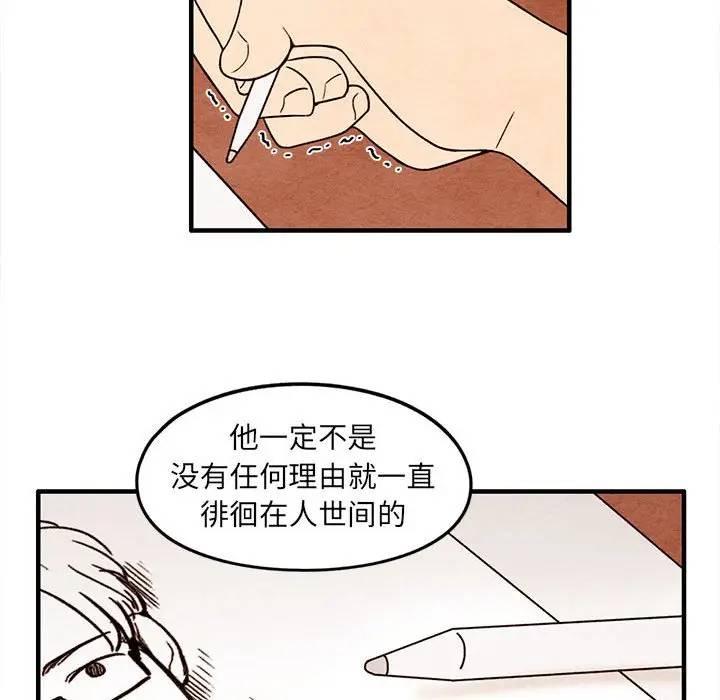 他一定不是
没有任何理由就一直
徘徊在人世间的